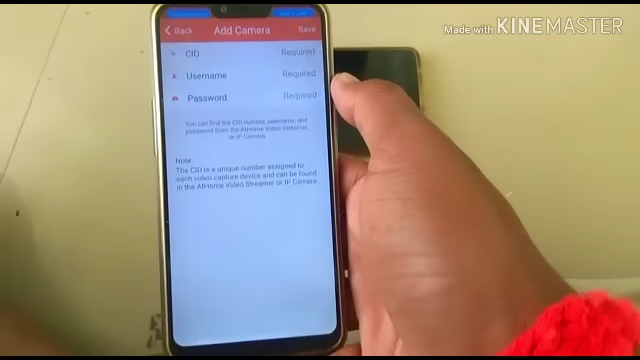 Made with KINEMASTER
Back Add Camera Save
CID Required
Username Required
Password Required
You can find the CID number, username, and
password from the AtHome Video Streamer
or IP Camera
Note
The CID is a unique number assigned to
each video capture device and can be found
in the AtHome Video Streamer or IP Camera